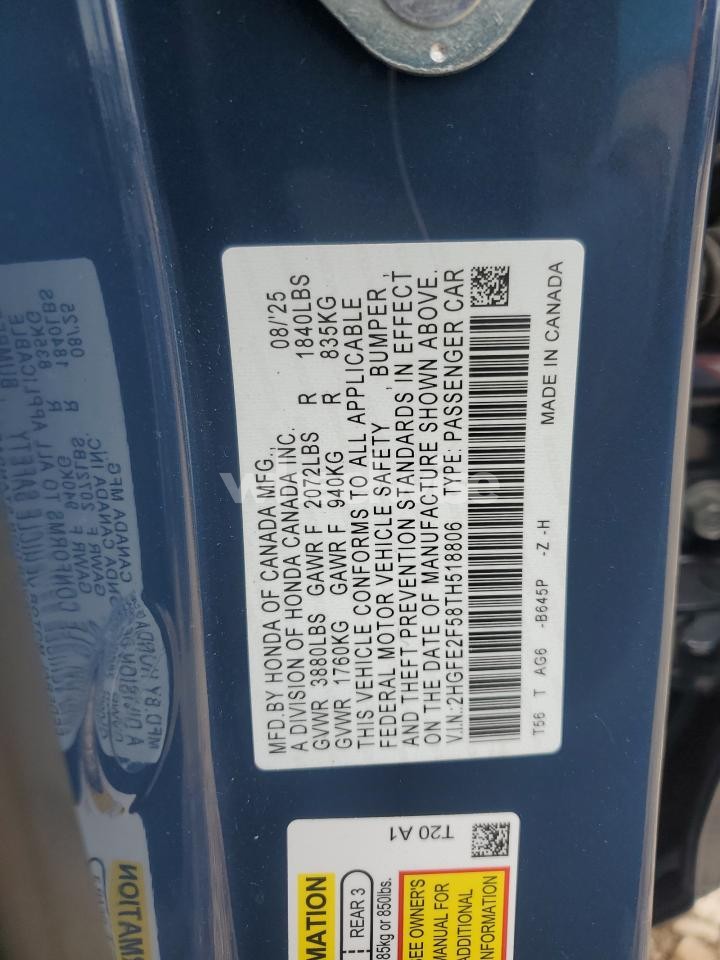 MFD.BY HONDA OF CANADA MFG.,
A DIVISION OF HONDA CANADA INC. 08/'25
GVWR 3880LBS GAWR F 2072LBS R 1840LBS
GVWR 1760KG GAWR F 940KG R 835KG
THIS VEHICLE CONFORMS TO ALL APPLICABLE
FEDERAL MOTOR VEHICLE SAFETY, BUMPER,
AND THEFT PREVENTION STANDARDS IN EFFECT
ON THE DATE OF MANUFACTURE SHOWN ABOVE.
V.I.N.:2HGFE2F58TH518806 TYPE: PASSENGER CAR
T56 T AG6 -B645P -Z -H
MADE IN CANADA
T20 A1
MATION
REAR 3
85kg or 850lbs.
SEE OWNER'S
MANUAL FOR
ADDITIONAL
INFORMATION